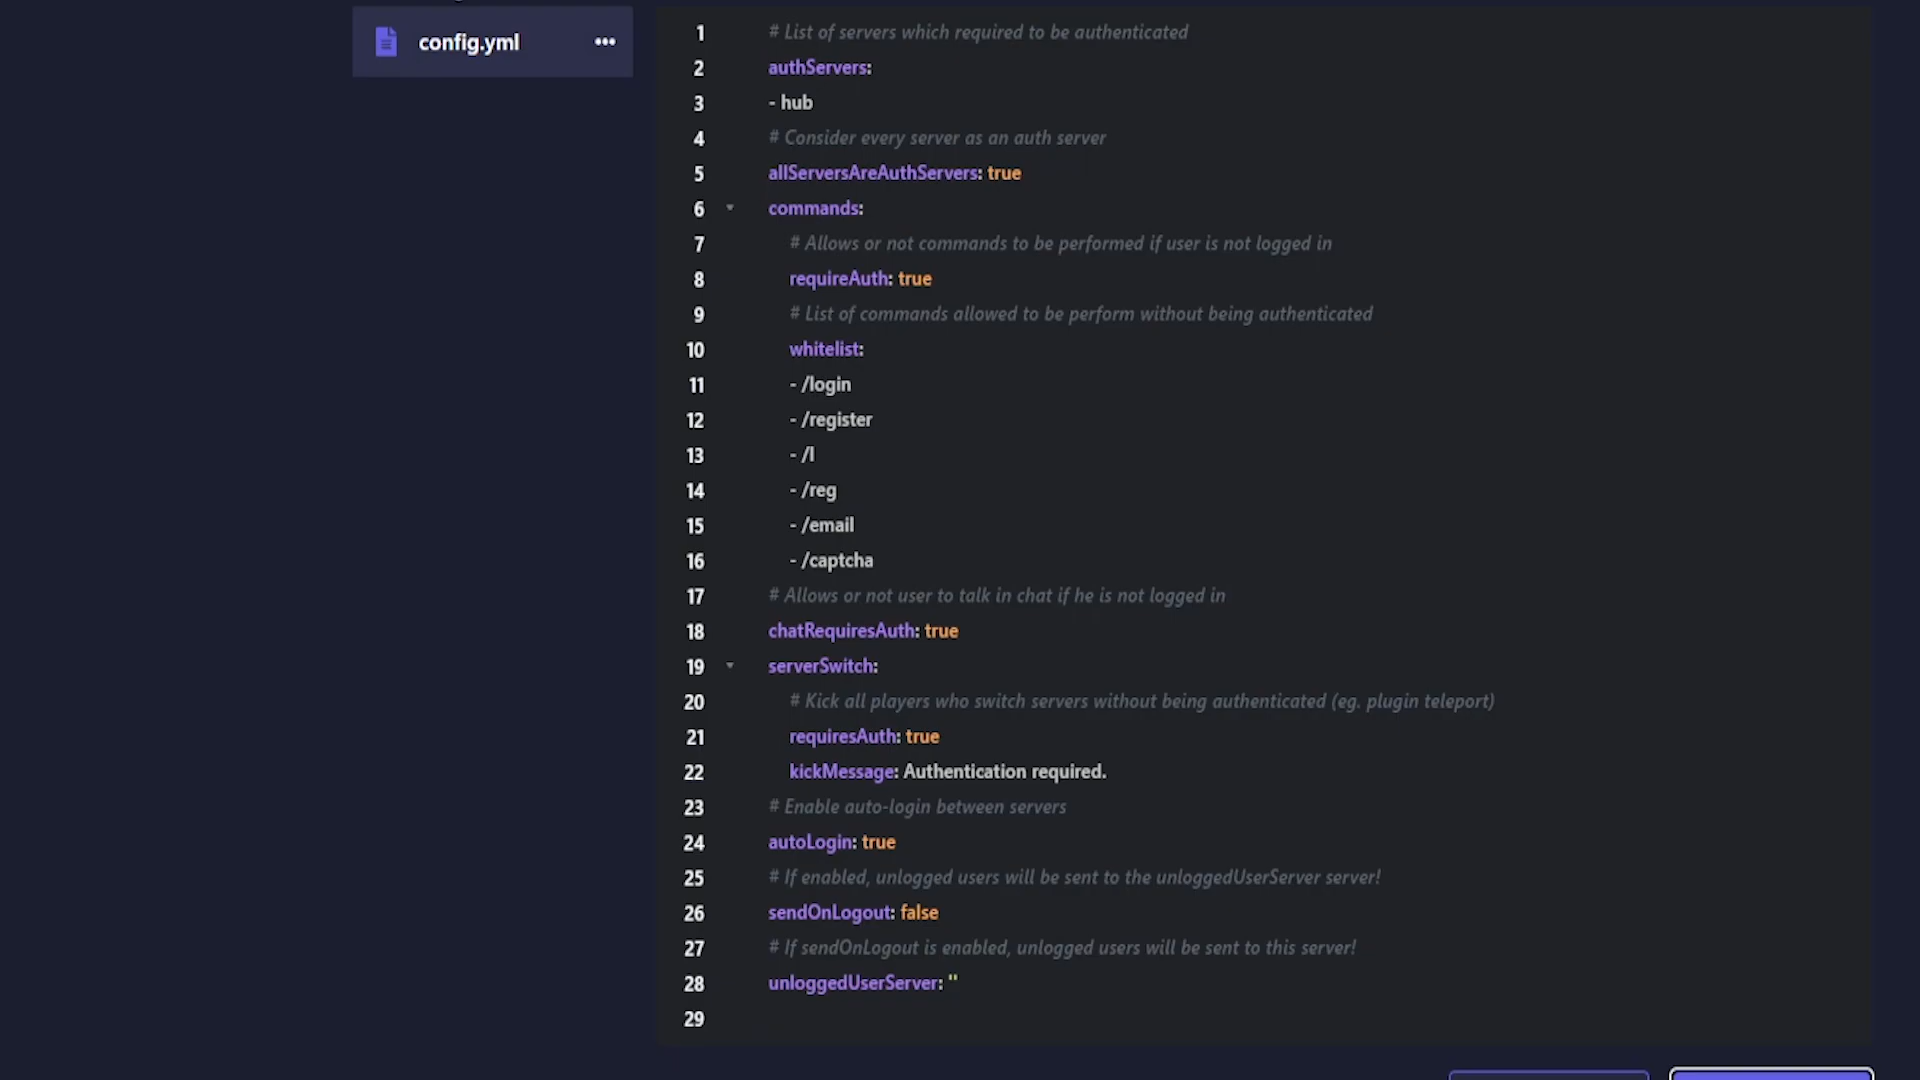 config.yml
1 # List of servers which required to be authenticated
2 authServers:
3 - hub
4 # Consider every server as an auth server
5 allServersAreAuthServers: true
6 commands:
7 # Allows or not commands to be performed if user is not logged in
8 requireAuth: true
9 # List of commands allowed to be perform without being authenticated
10 whitelist:
11 - /login
12 - /register
13 - /l
14 - /reg
15 - /email
16 - /captcha
17 # Allows or not user to talk in chat if he is not logged in
18 chatRequiresAuth: true
19 serverSwitch:
20 # Kick all players who switch servers without being authenticated (eg. plugin teleport)
21 requiresAuth: true
22 kickMessage: Authentication required.
23 # Enable auto-login between servers
24 autoLogin: true
25 # If enabled, unlogged users will be sent to the unloggedUserServer server!
26 sendOnLogout: false
27 # If sendOnLogout is enabled, unlogged users will be sent to this server!
28 unloggedUserServer: ''
29